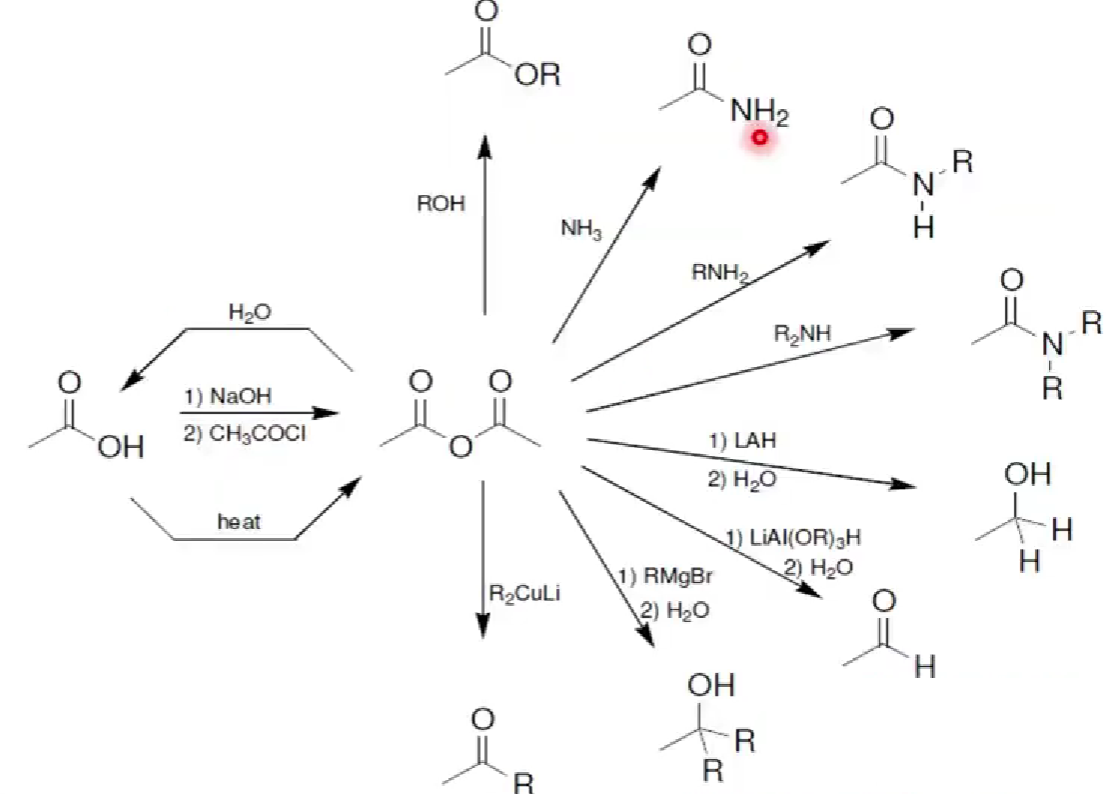 O
OR
O
NH2
O
N
R
H
ROH
NH3
RNH2
R2NH
O
N
R
R
H2O
O
OH
1) NaOH
2) CH3COCl
heat
O
O
O
1) LAH
2) H2O
OH
H
H
1) LiAl(OR)3H
2) H2O
O
H
1) RMgBr
2) H2O
OH
R
R
R2CuLi
O
R